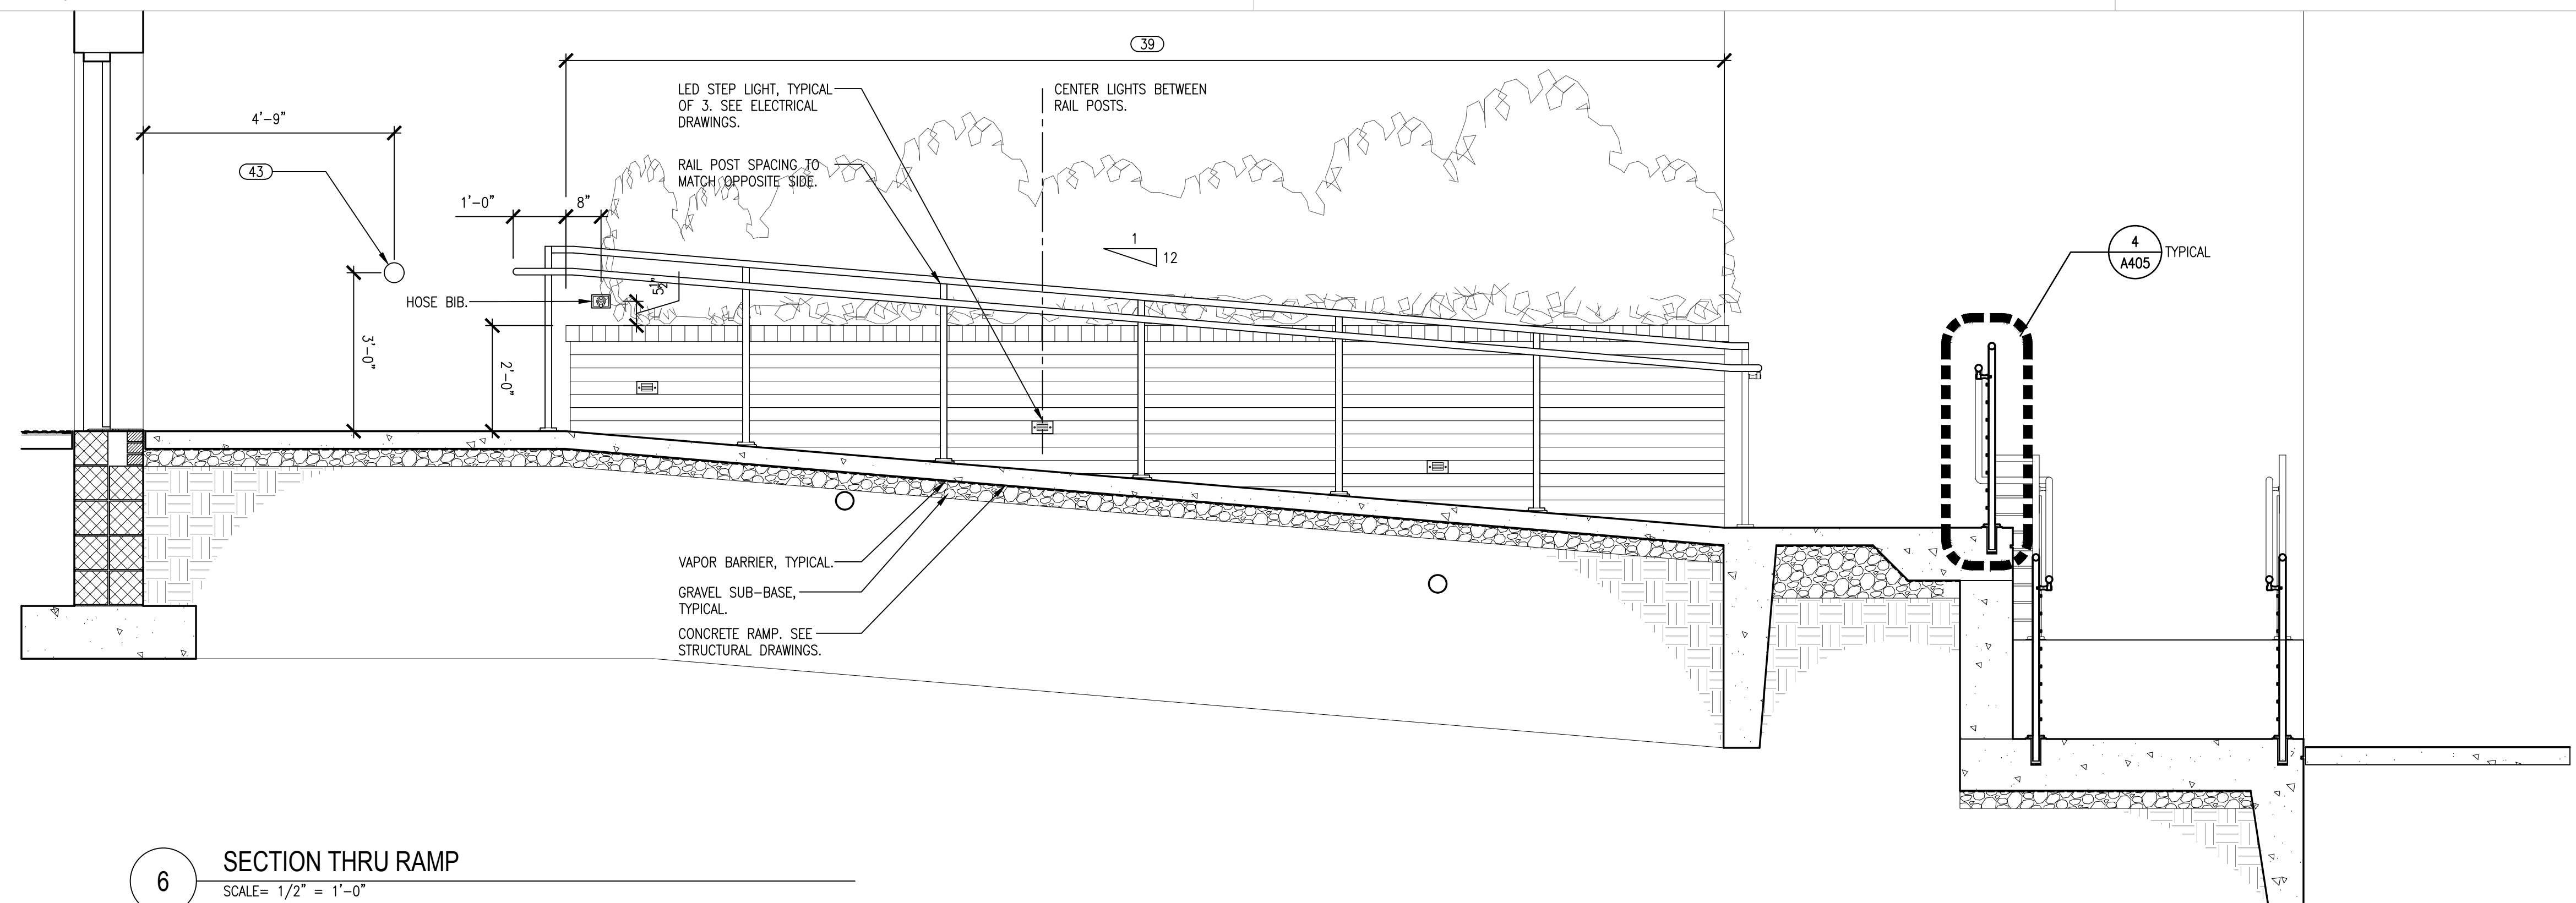 39
LED STEP LIGHT, TYPICAL
OF 3. SEE ELECTRICAL
DRAWINGS.
CENTER LIGHTS BETWEEN
RAIL POSTS.
4'-9"
43
RAIL POST SPACING TO
MATCH OPPOSITE SIDE.
1'-0"
8"
1
12
4
A405
TYPICAL
5 1/2"
HOSE BIB.
3'-0"
2'-0"
VAPOR BARRIER, TYPICAL.
GRAVEL SUB-BASE,
TYPICAL.
CONCRETE RAMP. SEE
STRUCTURAL DRAWINGS.
6
SECTION THRU RAMP
SCALE= 1/2" = 1'-0"